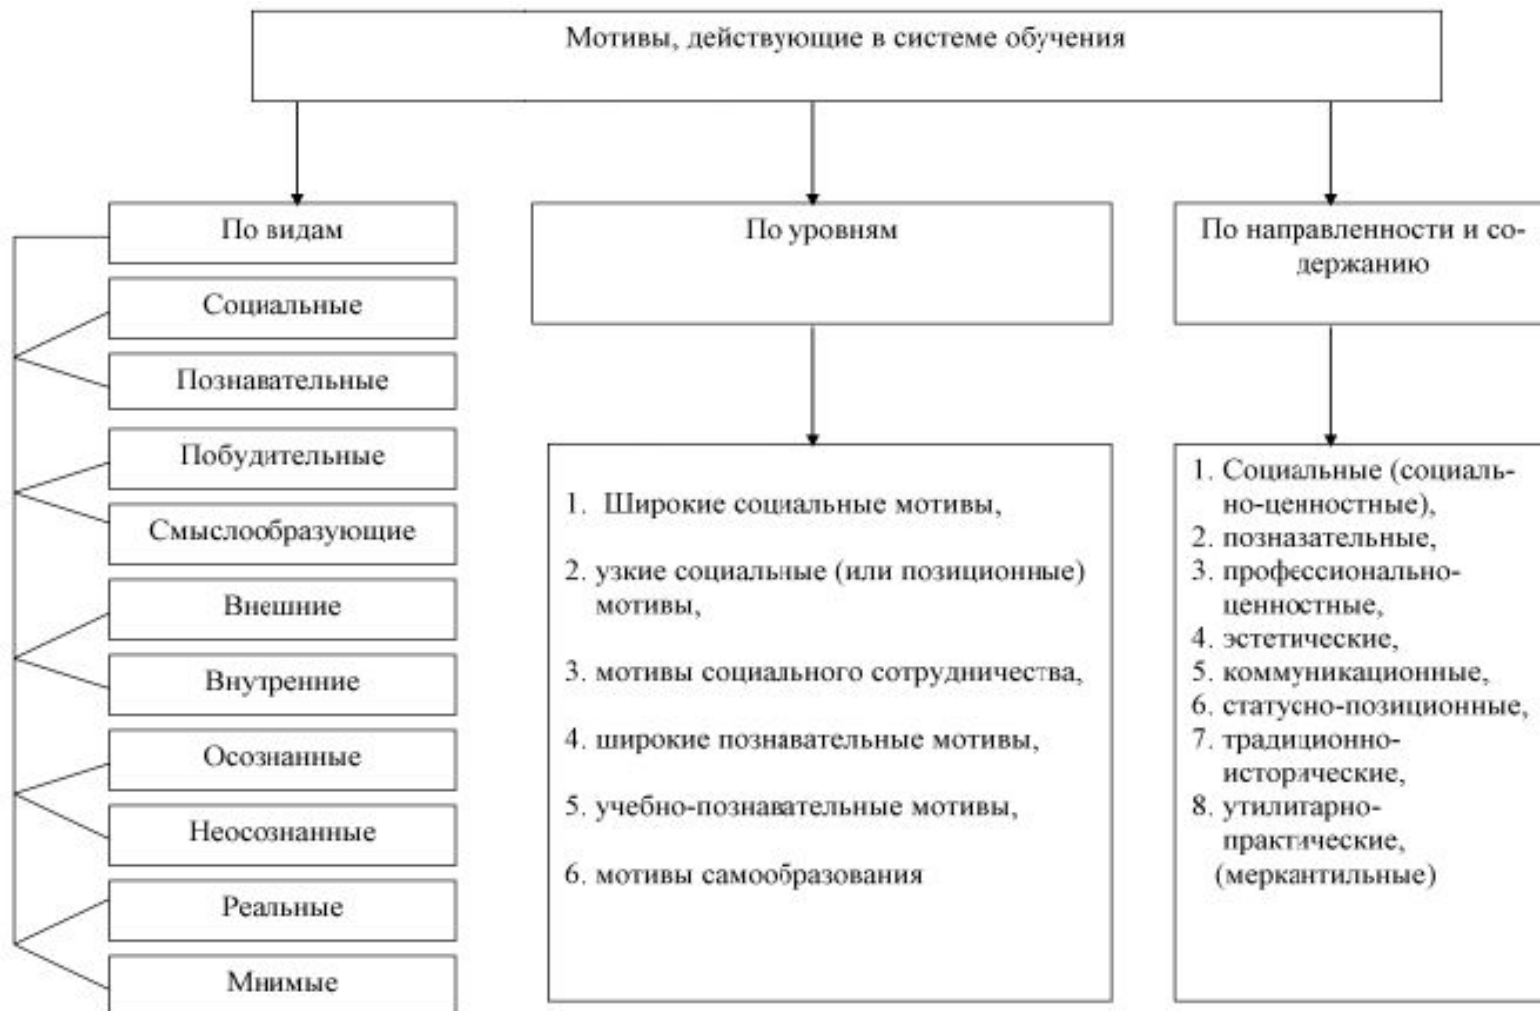 Мотивы, действующие в системе обучения
По видам
Социальные
Познавательные
Побудительные
Смыслообразующие
Внешние
Внутренние
Осознанные
Неосознанные
Реальные
Мнимые
По уровням
1. Широкие социальные мотивы,
2. узкие социальные (или позиционные)
мотивы,
3. мотивы социального сотрудничества,
4. широкие познавательные мотивы,
5. учебно-познавательные мотивы,
6. мотивы самообразования
По направленности и со-
держанию
1. Социальные (социаль-
но-ценностные),
2. позназательные,
3. профессионально-
ценностные,
4. эстетические,
5. коммуникационные,
6. статусно-позиционные,
7. традиционно-
исторические,
8. утилитарно-
практические,
(меркантильные)